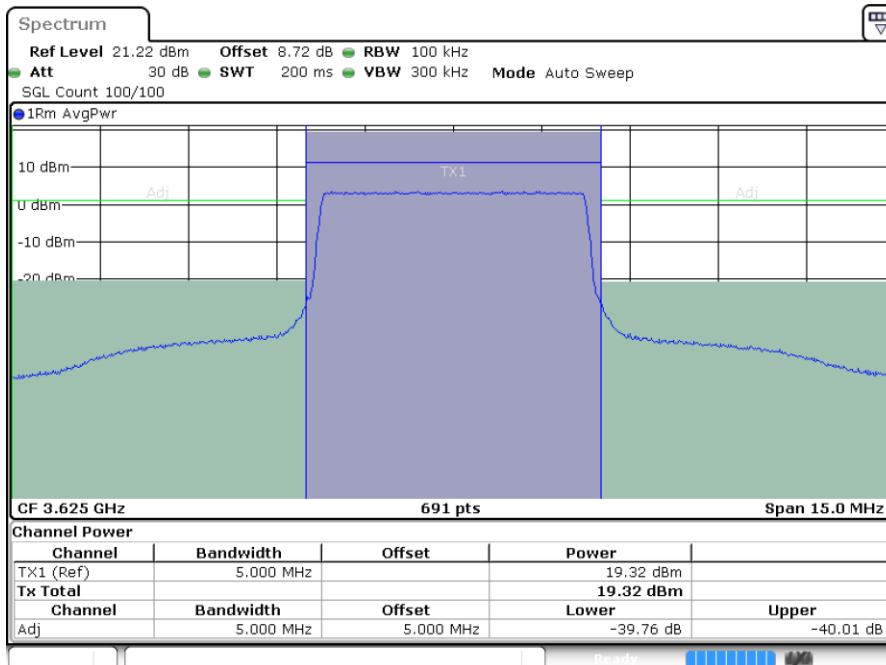 Spectrum
Ref Level 21.22 dBm Offset 8.72 dB RBW 100 kHz
Att 30 dB SWT 200 ms VBW 300 kHz Mode Auto Sweep
SGL Count 100/100
1Rm AvgPwr
10 dBm
TX1
Adj Adj
0 dBm
-10 dBm
-20 dBm
CF 3.625 GHz 691 pts Span 15.0 MHz
Channel Power
Channel Bandwidth Offset Power
TX1 (Ref) 5.000 MHz 19.32 dBm
Tx Total 19.32 dBm
Channel Bandwidth Offset Lower Upper
Adj 5.000 MHz 5.000 MHz -39.76 dB -40.01 dB
Ready